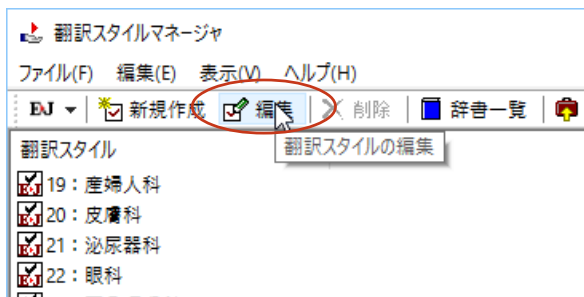 翻訳スタイルマネージャ
ファイル(F) 編集(E) 表示(V) ヘルプ(H)
EJ 新規作成 編集 削除 辞書一覧
翻訳スタイルの編集
翻訳スタイル
19：産婦人科
20：皮膚科
21：泌尿器科
22：眼科